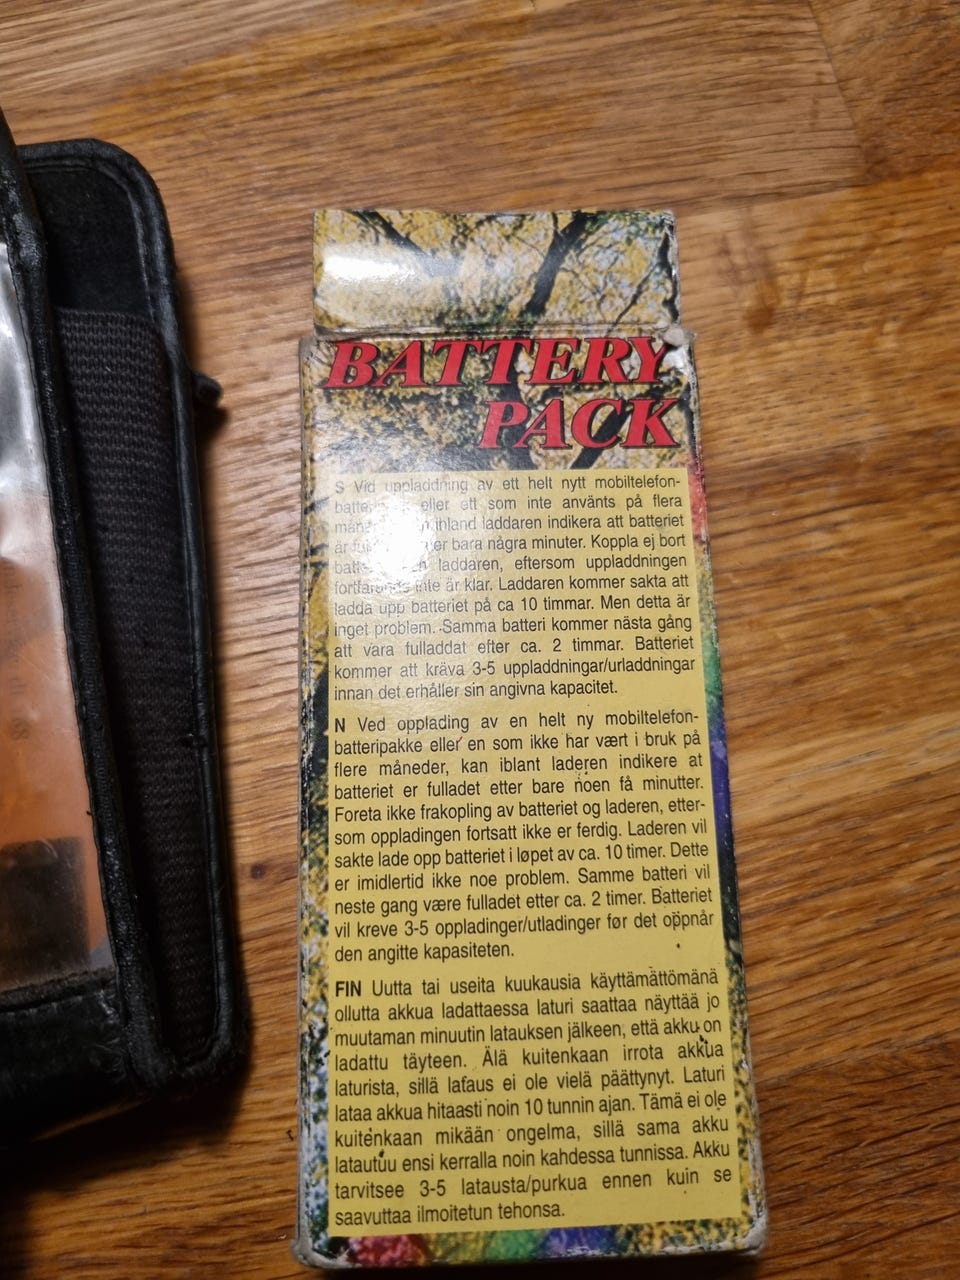 BATTERY
PACK
S Vid uppladdning av ett helt nytt mobiltelefon-
eller ett som inte använts på flera
ibland laddaren indikera att batteriet
är bara några minuter. Koppla ej bort
laddaren, eftersom uppladdningen
fortfarande inte är klar. Laddaren kommer sakta att
ladda upp batteriet på ca 10 timmar. Men detta är
inget problem. Samma batteri kommer nästa gång
att vara fulladdat efter ca. 2 timmar. Batteriet
kommer att kräva 3-5 uppladdningar/urladdningar
innan det erhåller sin angivna kapacitet.
N Ved opplading av en helt ny mobiltelefon-
batteripakke eller en som ikke har vært i bruk på
flere måneder, kan iblant laderen indikere at
batteriet er fulladet etter bare noen få minutter.
Foreta ikke frakopling av batteriet og laderen, etter-
som oppladingen fortsatt ikke er ferdig. Laderen vil
sakte lade opp batteriet i løpet av ca. 10 timer. Dette
er imidlertid ikke noe problem. Samme batteri vil
neste gang være fulladet etter ca. 2 timer. Batteriet
vil kreve 3-5 oppladinger/utladinger før det oppnår
den angitte kapasiteten.
FIN Uutta tai useita kuukausia käyttämättömänä
ollutta akkua ladattaessa laturi saattaa näyttää jo
muutaman minuutin latauksen jälkeen, että akku on
ladattu täyteen. Älä kuitenkaan irrota akkua
laturista, sillä lataus ei ole vielä päättynyt. Laturi
lataa akkua hitaasti noin 10 tunnin ajan. Tämä ei ole
kuitenkaan mikään ongelma, sillä sama akku
latautuu ensi kerralla noin kahdessa tunnissa. Akku
tarvitsee 3-5 latausta/purkua ennen kuin se
saavuttaa ilmoitetun tehonsa.